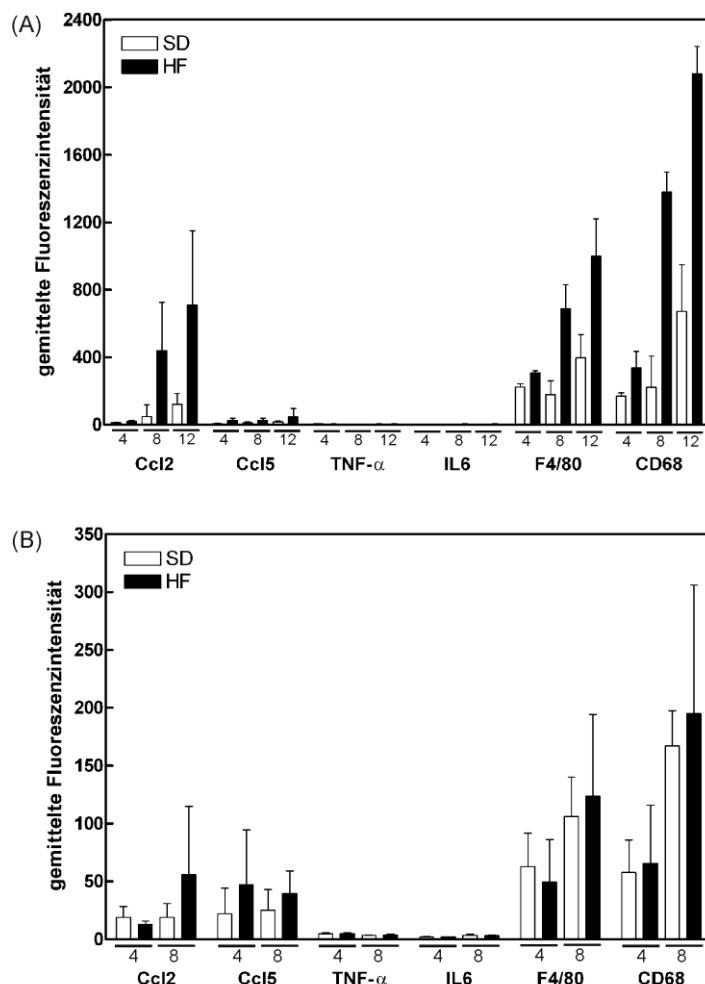 (A)
gemittelte Fluoreszenzintensität
2400
2000
1600
1200
800
400
0
SD
HF
4 8 12 4 8 12 4 8 12 4 8 12 4 8 12 4 8 12
Ccl2 Ccl5 TNF-α IL6 F4/80 CD68
(B)
gemittelte Fluoreszenzintensität
350
300
250
200
150
100
50
0
SD
HF
4 8 4 8 4 8 4 8 4 8 4 8
Ccl2 Ccl5 TNF-α IL6 F4/80 CD68